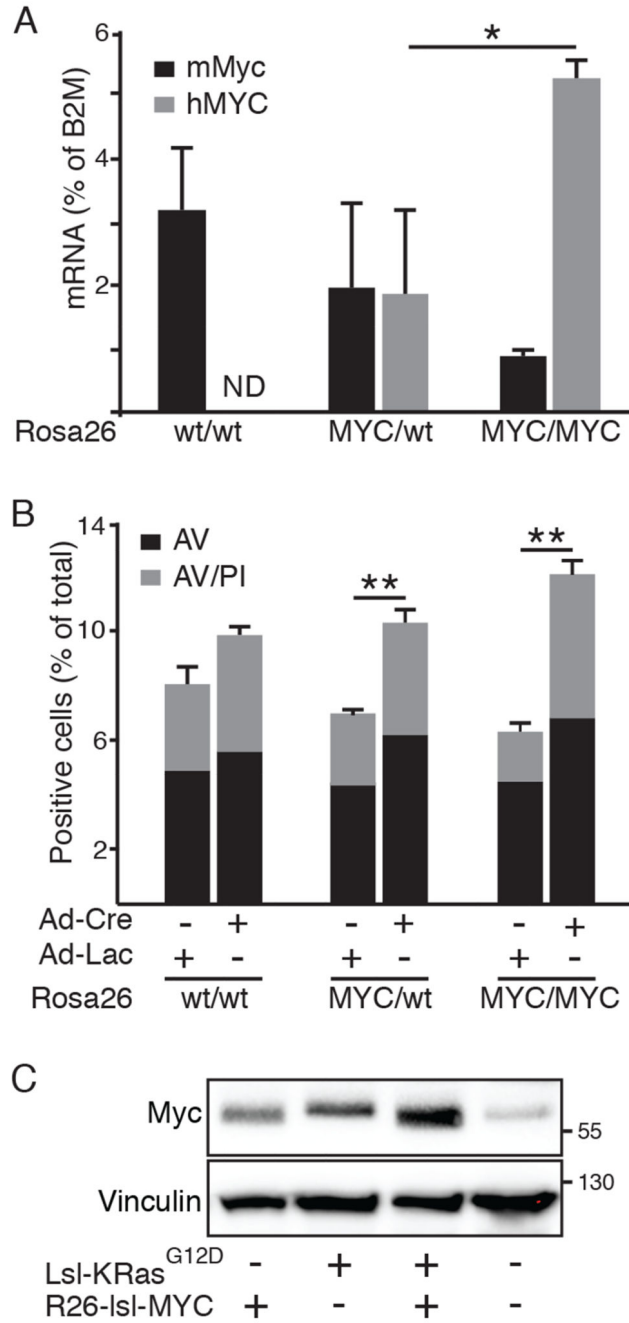 A
6
mMyc
*
hMYC
4
mRNA (% of B2M)
2
ND
Rosa26 wt/wt MYC/wt MYC/MYC
B
14
AV
AV/PI
** **
10
Positive cells (% of total)
6
2
Ad-Cre - + - + - +
Ad-Lac + - + - + -
Rosa26 wt/wt MYC/wt MYC/MYC
C
Myc
55
130
Vinculin
Lsl-KRasG12D - + + -
R26-lsl-MYC + - + -